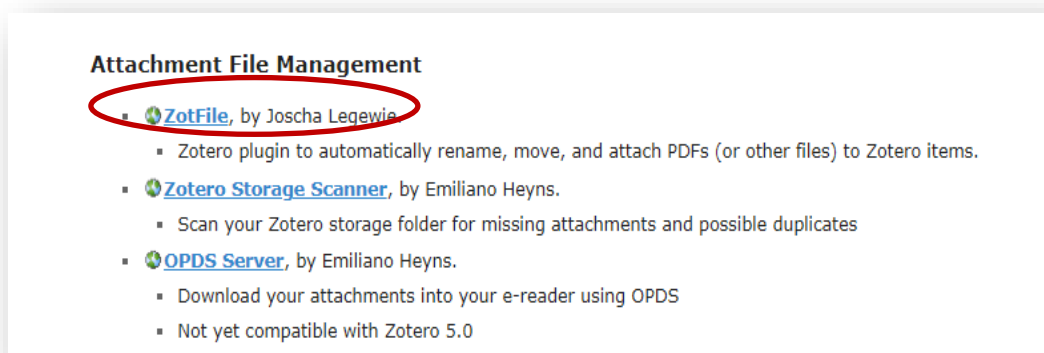 Attachment File Management
ZotFile, by Joscha Legewie.
Zotero plugin to automatically rename, move, and attach PDFs (or other files) to Zotero items.
Zotero Storage Scanner, by Emiliano Heyns.
Scan your Zotero storage folder for missing attachments and possible duplicates
OPDS Server, by Emiliano Heyns.
Download your attachments into your e-reader using OPDS
Not yet compatible with Zotero 5.0